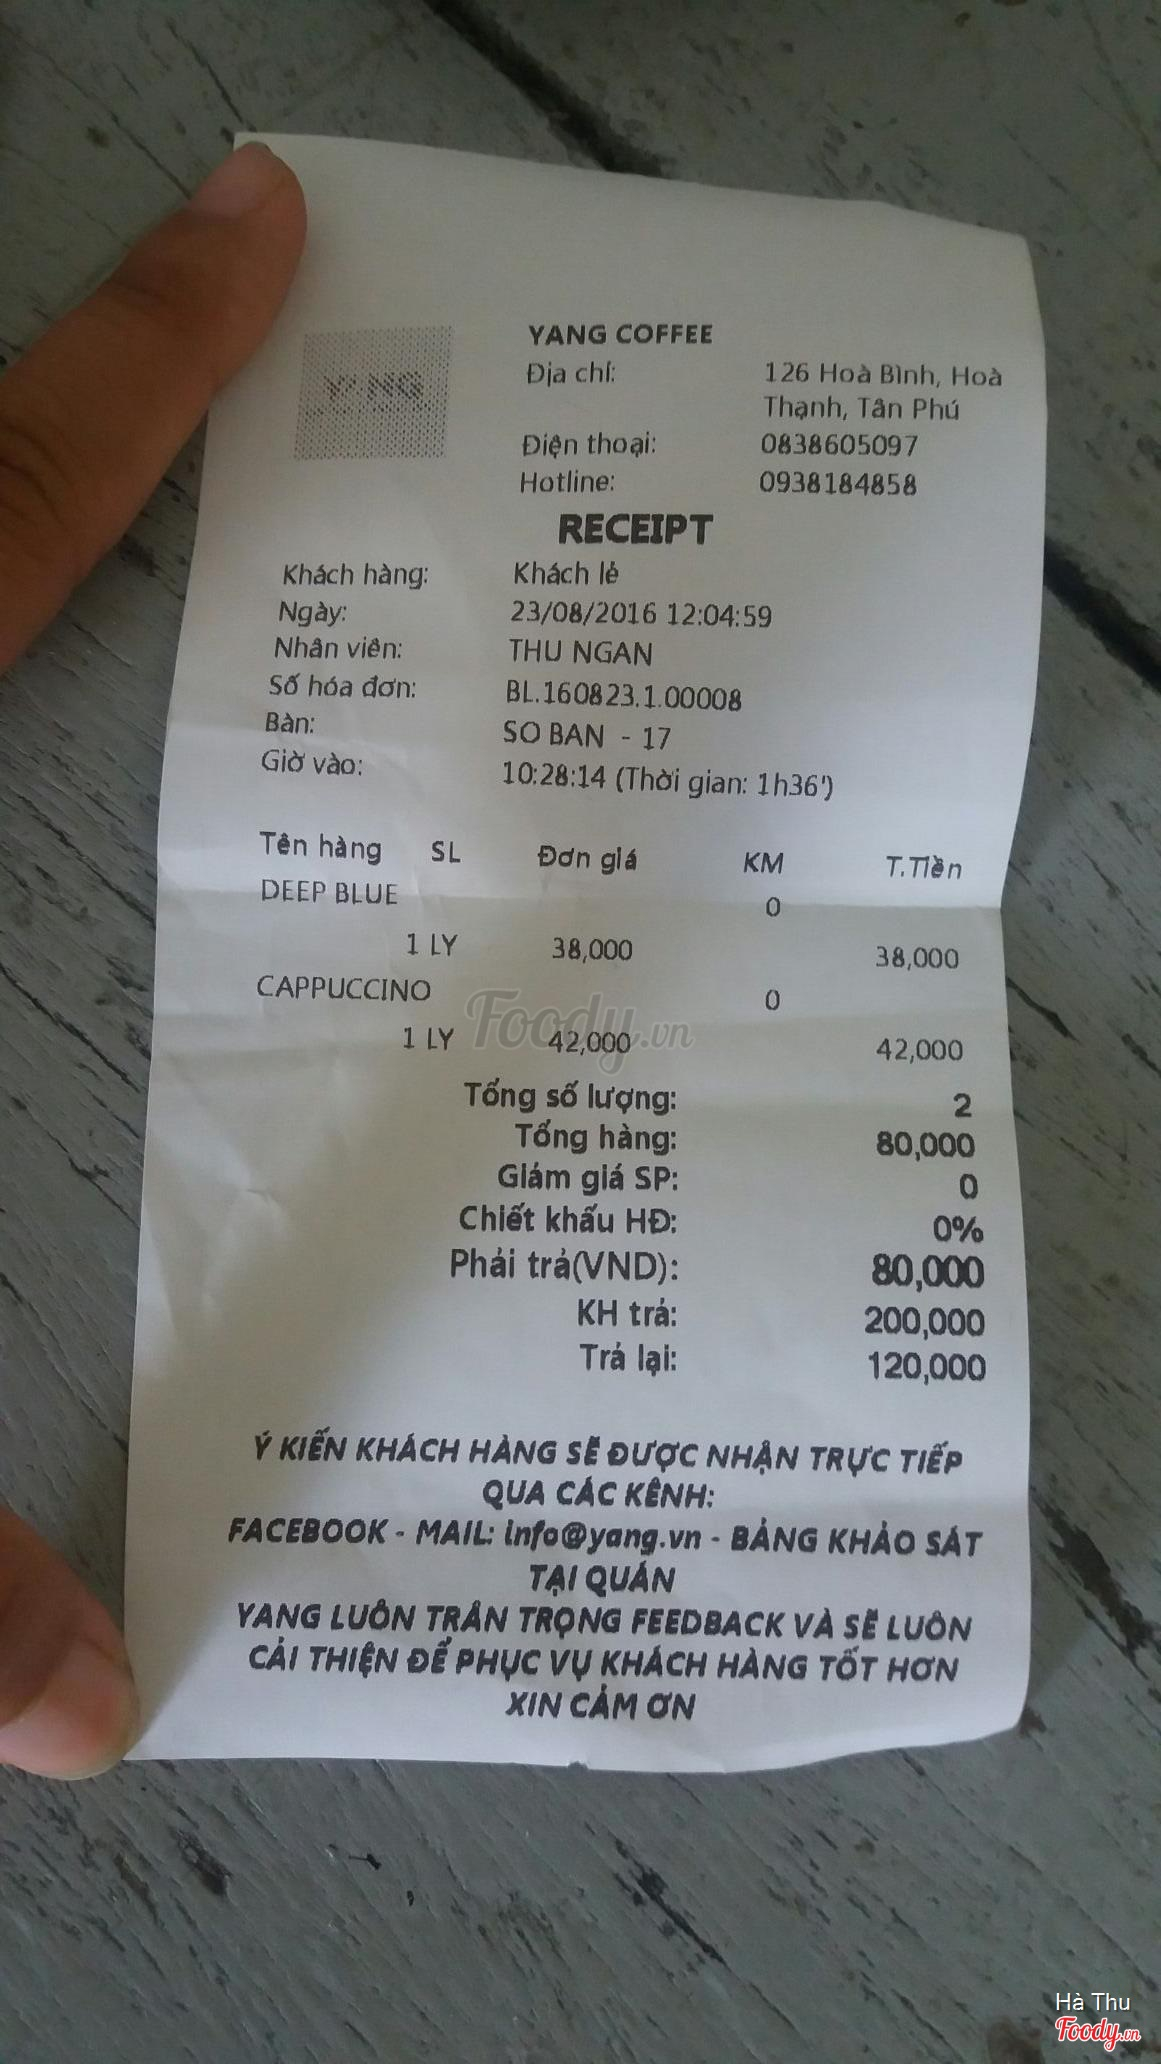 YANG COFFEE
Địa chỉ: 126 Hoà Bình, Hoà
Thạnh, Tân Phú
Điện thoại: 0838605097
Hotline: 0938184858
RECEIPT
Khách hàng: Khách lẻ
Ngày: 23/08/2016 12:04:59
Nhân viên: THU NGAN
Số hóa đơn: BL.160823.1.00008
Bàn: SO BAN - 17
Giờ vào: 10:28:14 (Thời gian: 1h36')
Tên hàng SL Đơn giá KM T.Tiền
DEEP BLUE 0
1 LY 38,000 38,000
CAPPUCCINO 0
1 LY 42,000 42,000
Foody.vn
Tổng số lượng: 2
Tổng hàng: 80,000
Giảm giá SP: 0
Chiết khấu HĐ: 0%
Phải trả(VND): 80,000
KH trả: 200,000
Trả lại: 120,000
Ý KIẾN KHÁCH HÀNG SẼ ĐƯỢC NHẬN TRỰC TIẾP
QUA CÁC KÊNH:
FACEBOOK - MAIL: info@yang.vn - BẢNG KHẢO SÁT
TẠI QUÁN
YANG LUÔN TRÂN TRỌNG FEEDBACK VÀ SẼ LUÔN
CẢI THIỆN ĐỂ PHỤC VỤ KHÁCH HÀNG TỐT HƠN
XIN CẢM ƠN
Hà Thu
Foody.vn